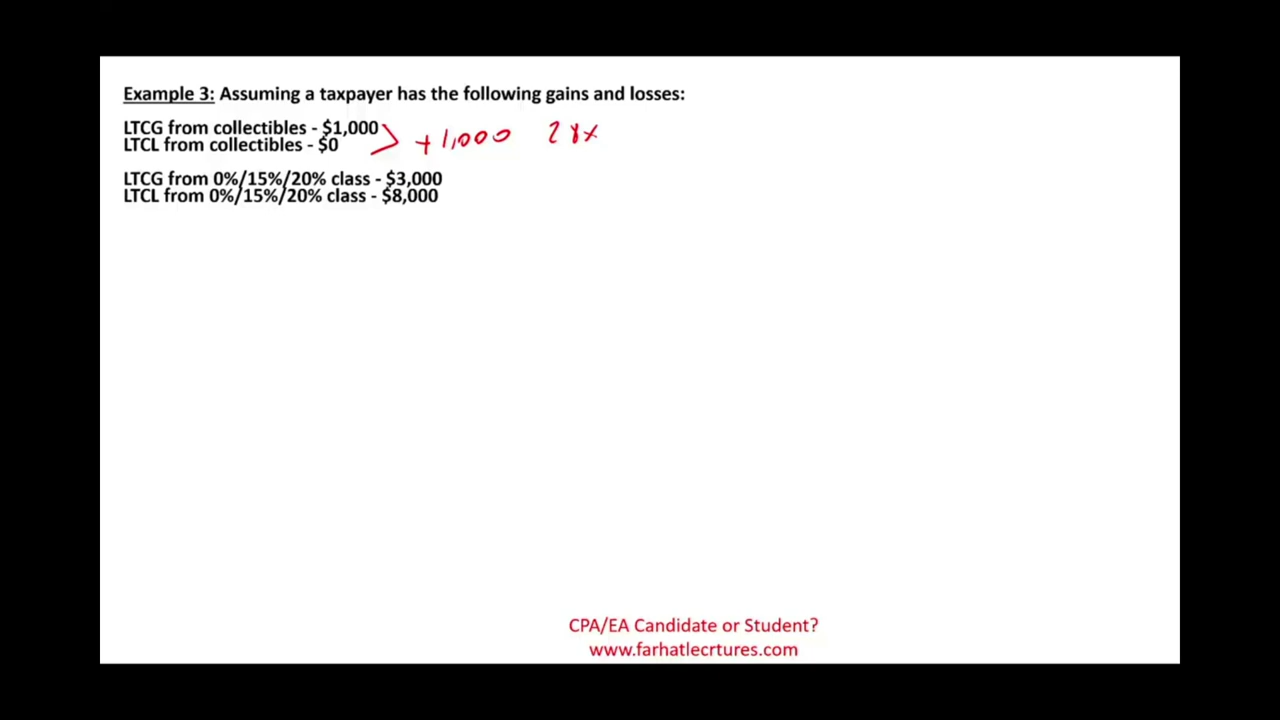 Example 3: Assuming a taxpayer has the following gains and losses:
LTCG from collectibles - $1,000
LTCL from collectibles - $0
+1,000 28%
LTCG from 0%/15%/20% class - $3,000
LTCL from 0%/15%/20% class - $8,000
CPA/EA Candidate or Student?
www.farhatlecrtures.com